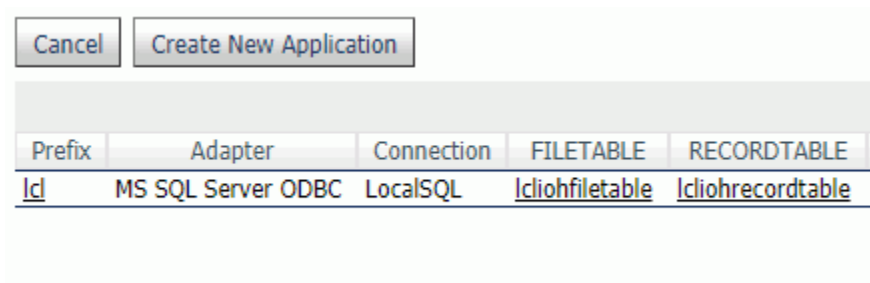 Cancel Create New Application
Prefix Adapter Connection FILETABLE RECORDTABLE
lcl MS SQL Server ODBC LocalSQL lcliohfiletable lcliohrecordtable